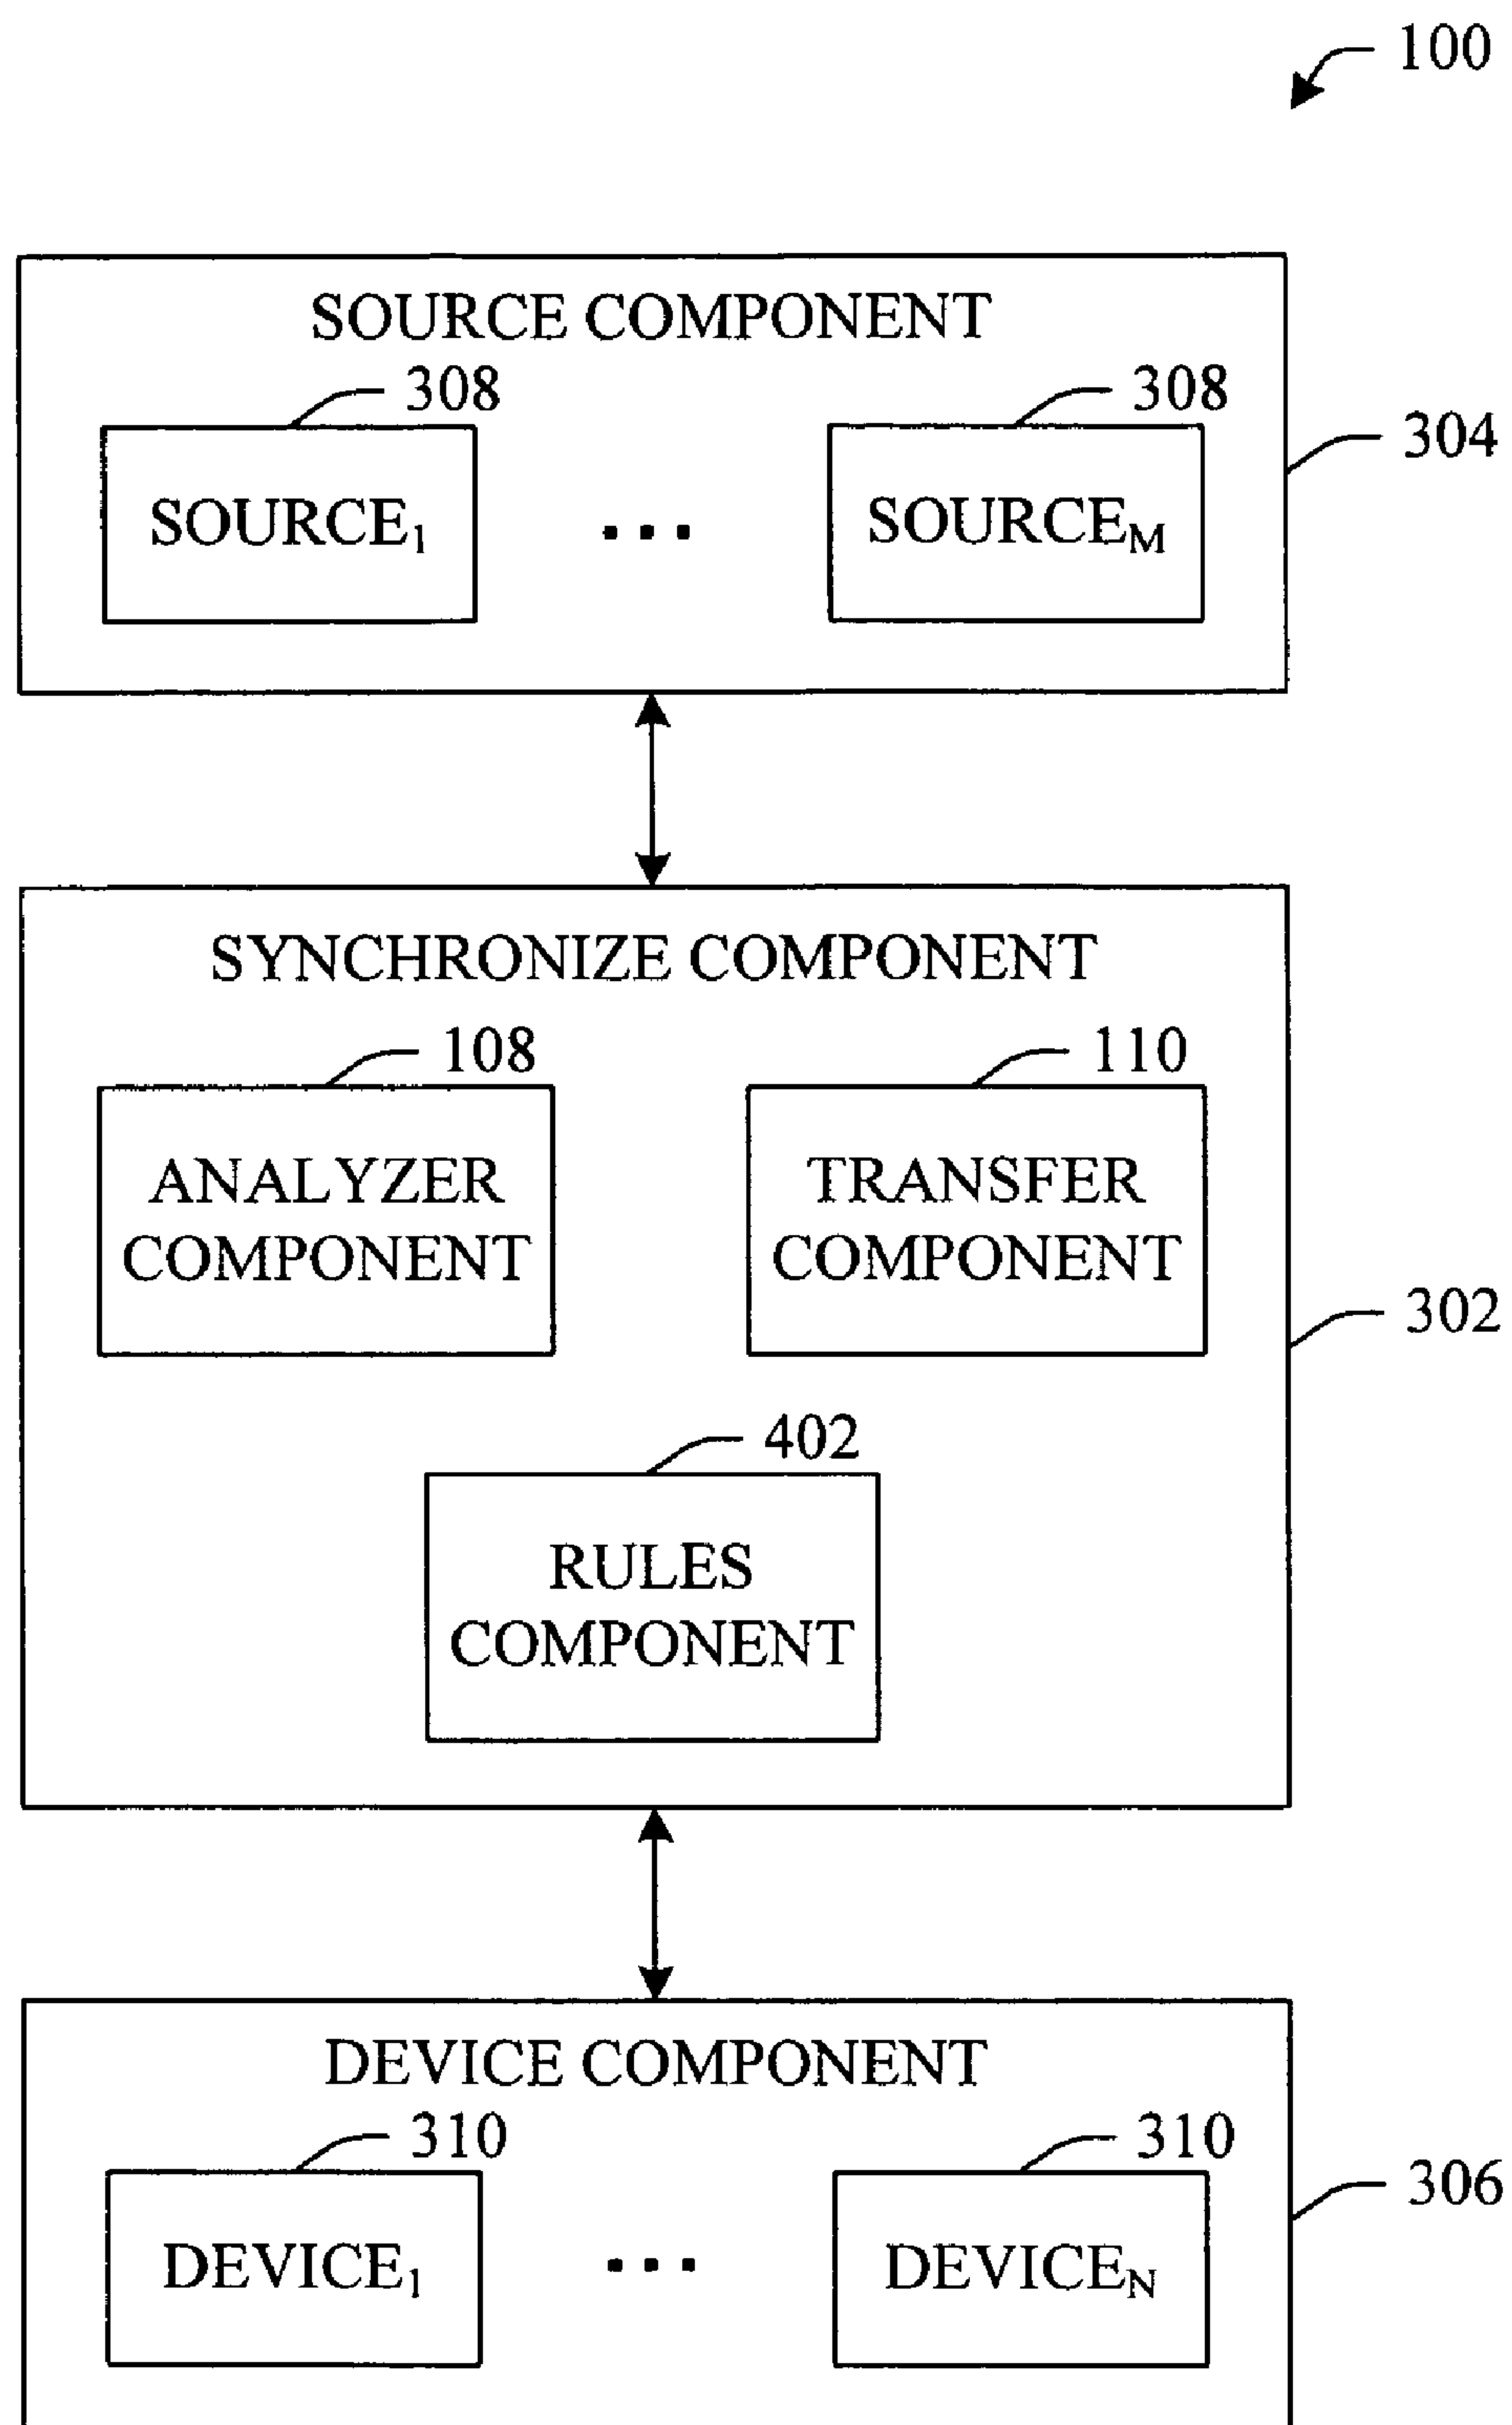 100
SOURCE COMPONENT
308
308
304
SOURCE₁
...
SOURCEM
SYNCHRONIZE COMPONENT
108
110
ANALYZER
COMPONENT
TRANSFER
COMPONENT
302
402
RULES
COMPONENT
DEVICE COMPONENT
310
310
306
DEVICE₁
...
DEVICEN